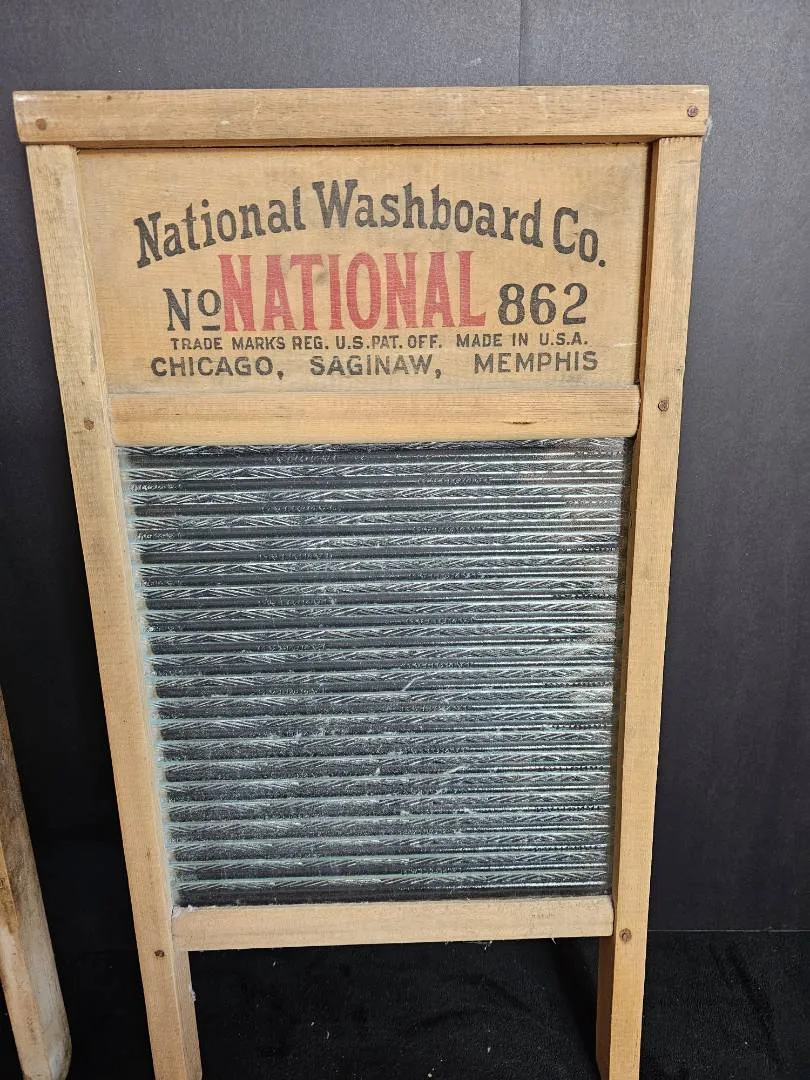 National Washboard Co.
No NATIONAL 862
TRADE MARKS REG. U.S. PAT. OFF. MADE IN U.S.A.
CHICAGO, SAGINAW, MEMPHIS